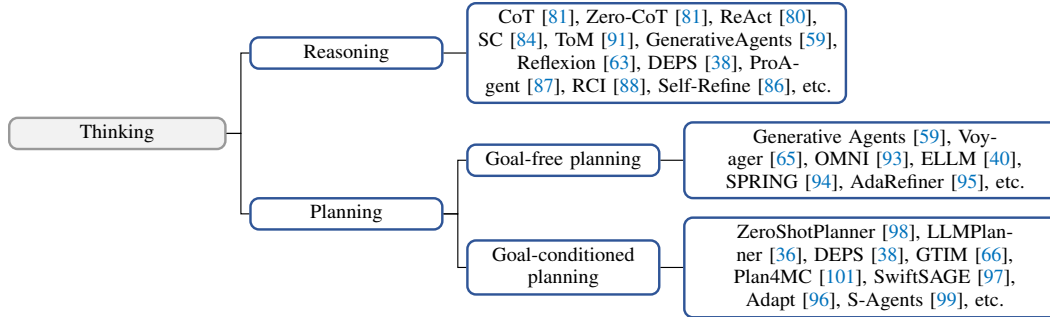 Thinking
Reasoning
CoT [81], Zero-CoT [81], ReAct [80],
SC [84], ToM [91], GenerativeAgents [59],
Reflexion [63], DEPS [38], ProA-
gent [87], RCI [88], Self-Refine [86], etc.
Planning
Goal-free planning
Generative Agents [59], Voy-
ager [65], OMNI [93], ELLM [40],
SPRING [94], AdaRefiner [95], etc.
Goal-conditioned
planning
ZeroShotPlanner [98], LLMPlan-
ner [36], DEPS [38], GTIM [66],
Plan4MC [101], SwiftSAGE [97],
Adapt [96], S-Agents [99], etc.